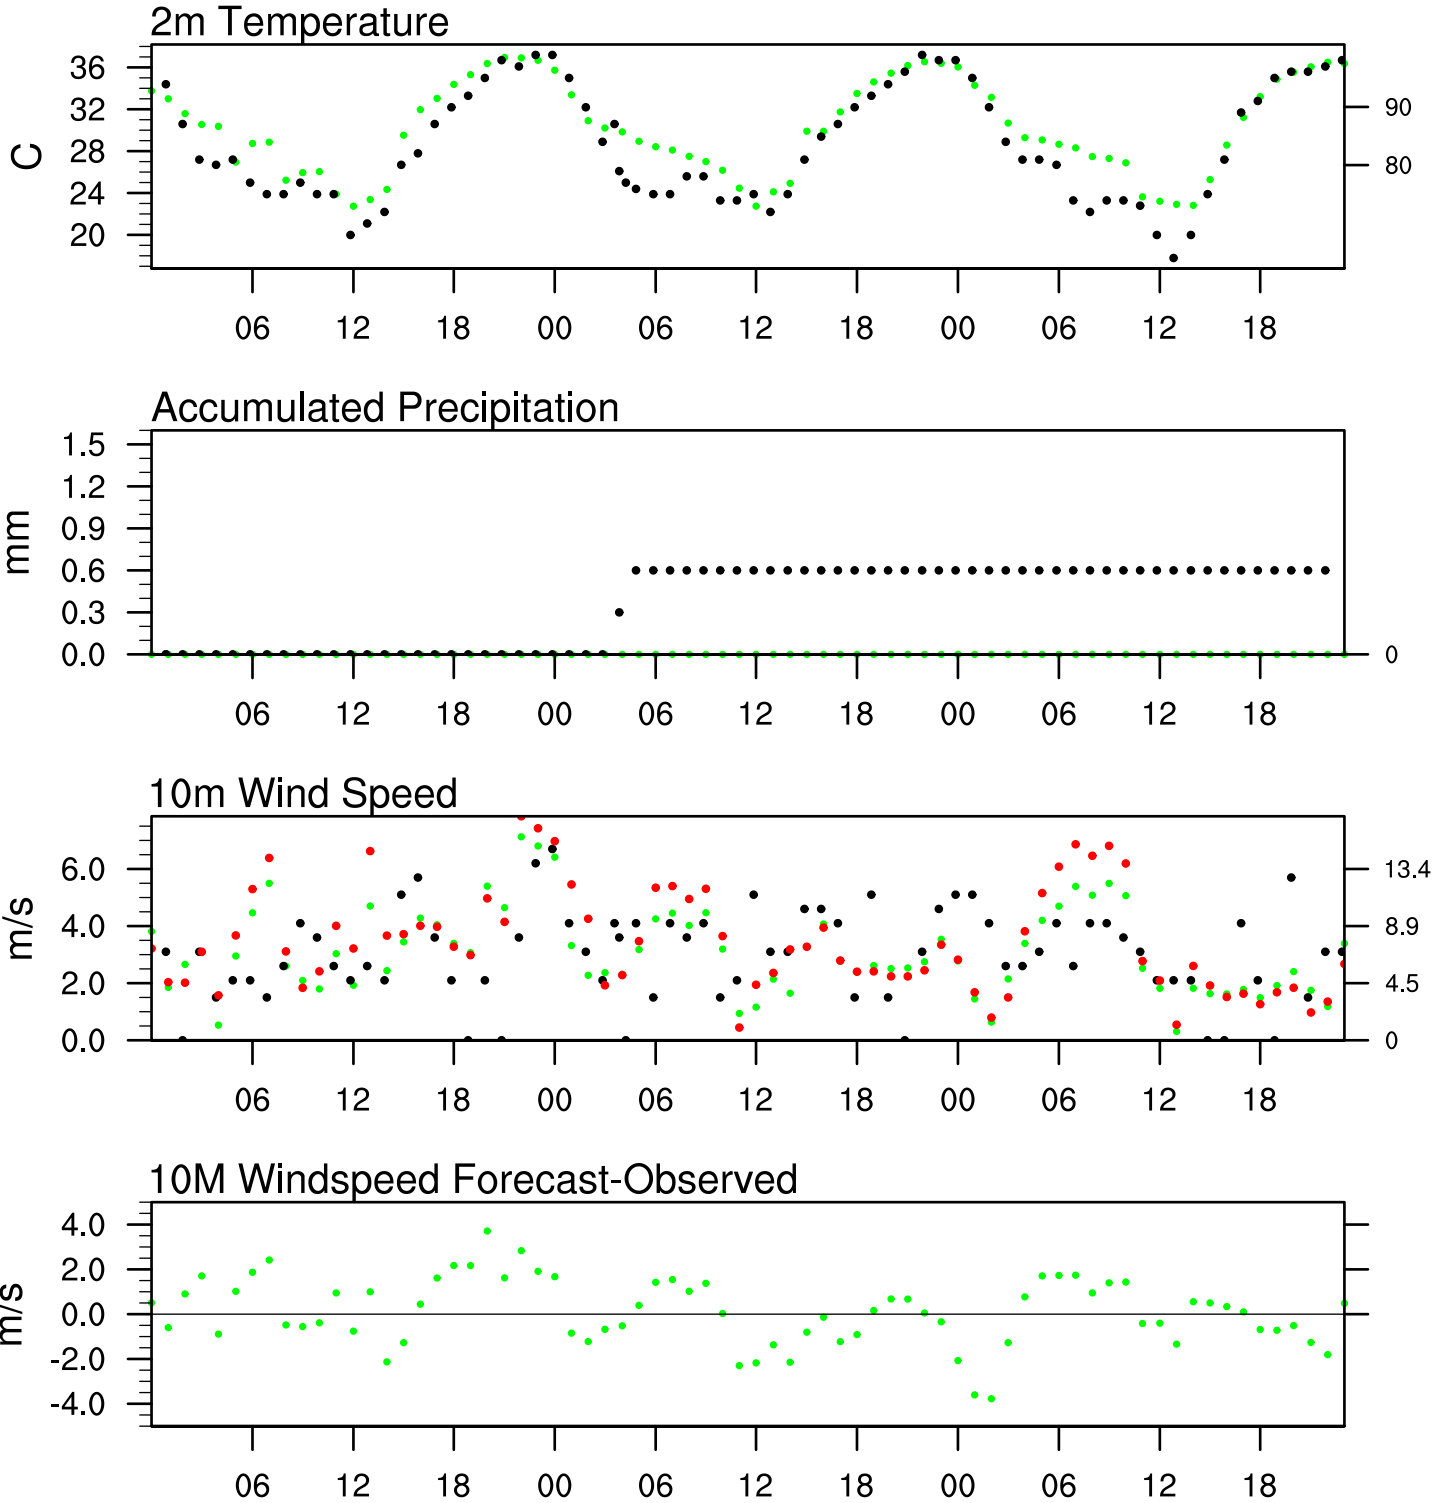 2m Temperature
36
32
28
24
20
C
90
80
06 12 18 00 06 12 18 00 06 12 18
Accumulated Precipitation
1.5
1.2
0.9
0.6
0.3
0.0
mm
0
06 12 18 00 06 12 18 00 06 12 18
10m Wind Speed
6.0
4.0
2.0
0.0
m/s
13.4
8.9
4.5
0
06 12 18 00 06 12 18 00 06 12 18
10M Windspeed Forecast-Observed
4.0
2.0
0.0
-2.0
-4.0
m/s
06 12 18 00 06 12 18 00 06 12 18